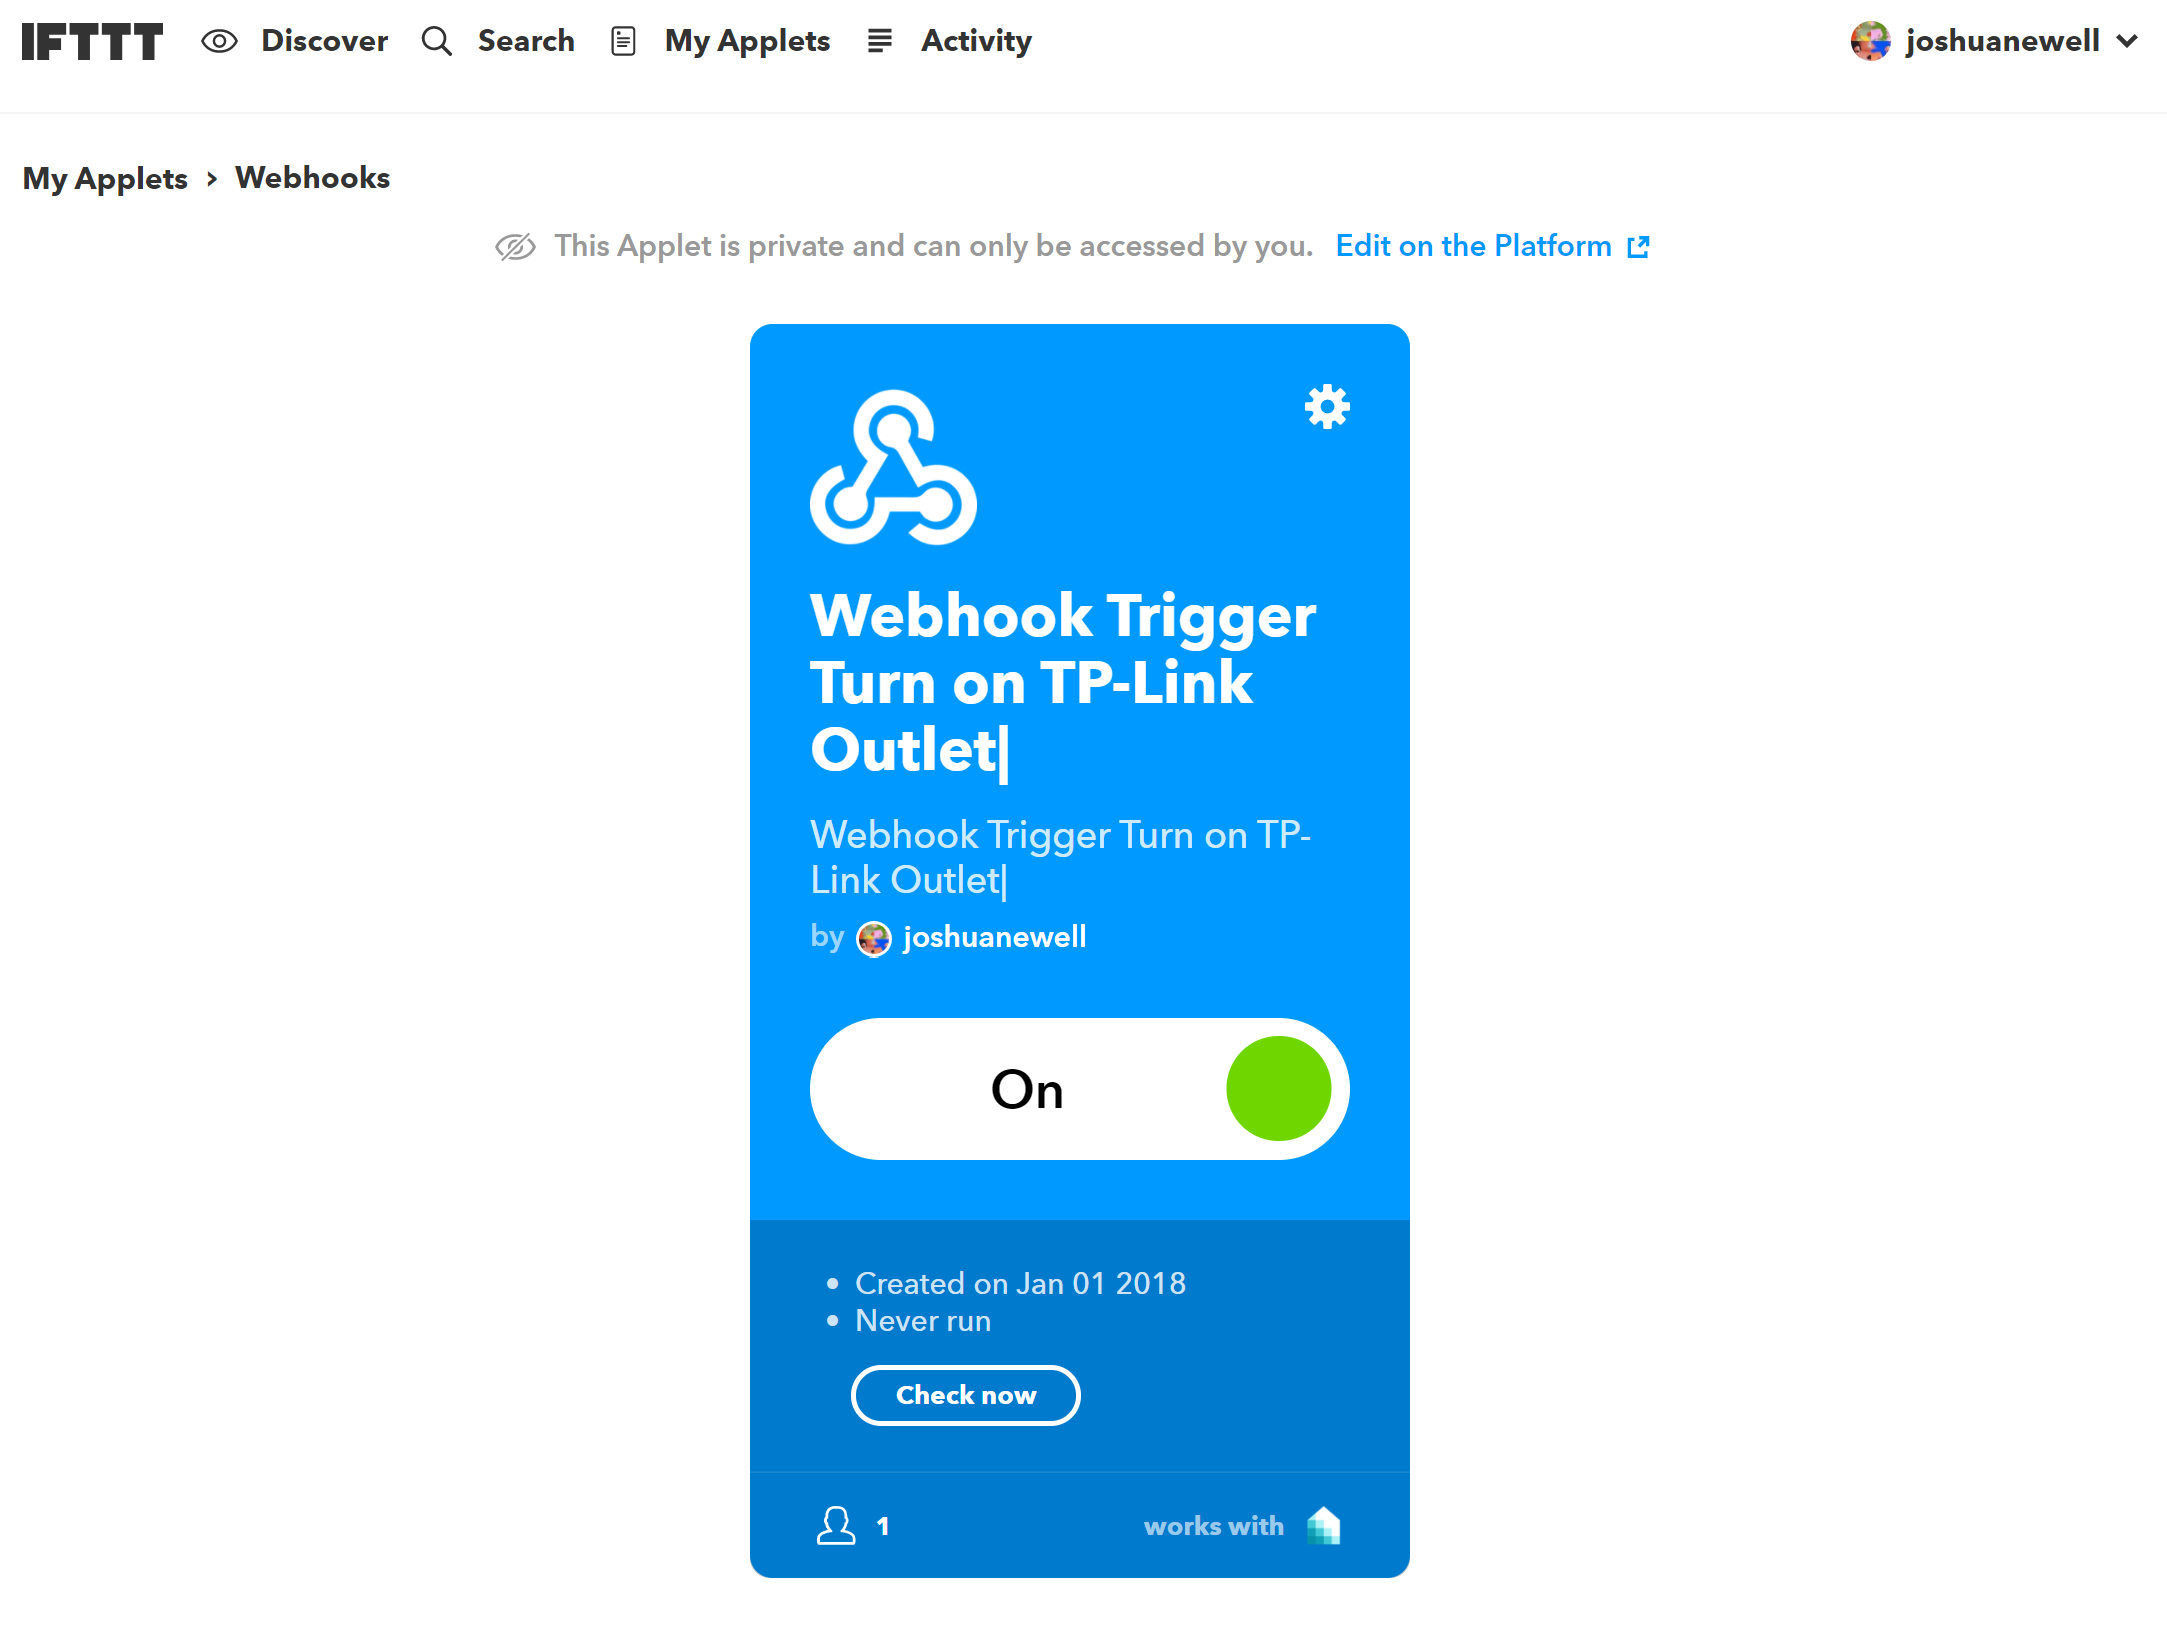 IFTTT Discover Search My Applets Activity joshuanewell
My Applets › Webhooks
This Applet is private and can only be accessed by you. Edit on the Platform
Webhook Trigger
Turn on TP-Link
Outlet|
Webhook Trigger Turn on TP-
Link Outlet|
by joshuanewell
On
• Created on Jan 01 2018
• Never run
Check now
1 works with